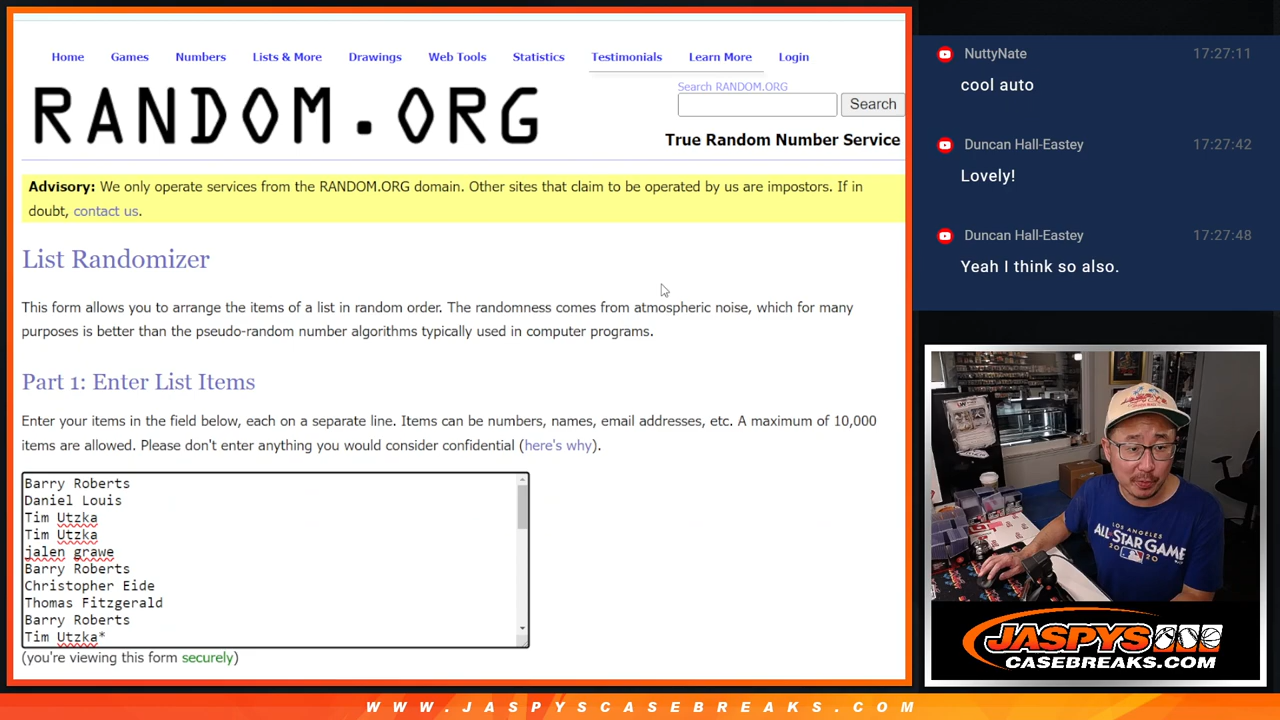 Home Games Numbers Lists & More Drawings Web Tools Statistics Testimonials Learn More Login
RANDOM.ORG
Search RANDOM.ORG
Search
True Random Number Service
Advisory: We only operate services from the RANDOM.ORG domain. Other sites that claim to be operated by us are impostors. If in
doubt, contact us.
List Randomizer
This form allows you to arrange the items of a list in random order. The randomness comes from atmospheric noise, which for many
purposes is better than the pseudo-random number algorithms typically used in computer programs.
Part 1: Enter List Items
Enter your items in the field below, each on a separate line. Items can be numbers, names, email addresses, etc. A maximum of 10,000
items are allowed. Please don't enter anything you would consider confidential (here's why).
Barry Roberts
Daniel Louis
Tim Utzka
Tim Utzka
jalen grawe
Barry Roberts
Christopher Eide
Thomas Fitzgerald
Barry Roberts
Tim Utzka*
(you're viewing this form securely)
NuttyNate 17:27:11
cool auto
Duncan Hall-Eastey 17:27:42
Lovely!
Duncan Hall-Eastey 17:27:48
Yeah I think so also.
LOS ANGELES
ALL-STAR GAME
2020
JASPYS
CASEBREAKS.COM
WWW.JASPYSCASEBREAKS.COM